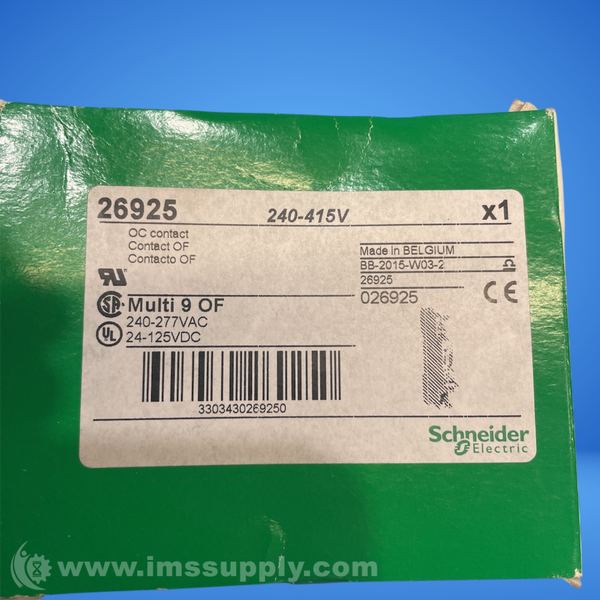 26925 240-415V x1
OC contact
Contact OF
Contacto OF
Made in BELGIUM
BB-2015-W03-2
26925
026925
CE
Multi 9 OF
240-277VAC
24-125VDC
3303430269250
Schneider
Electric
www.imssupply.com